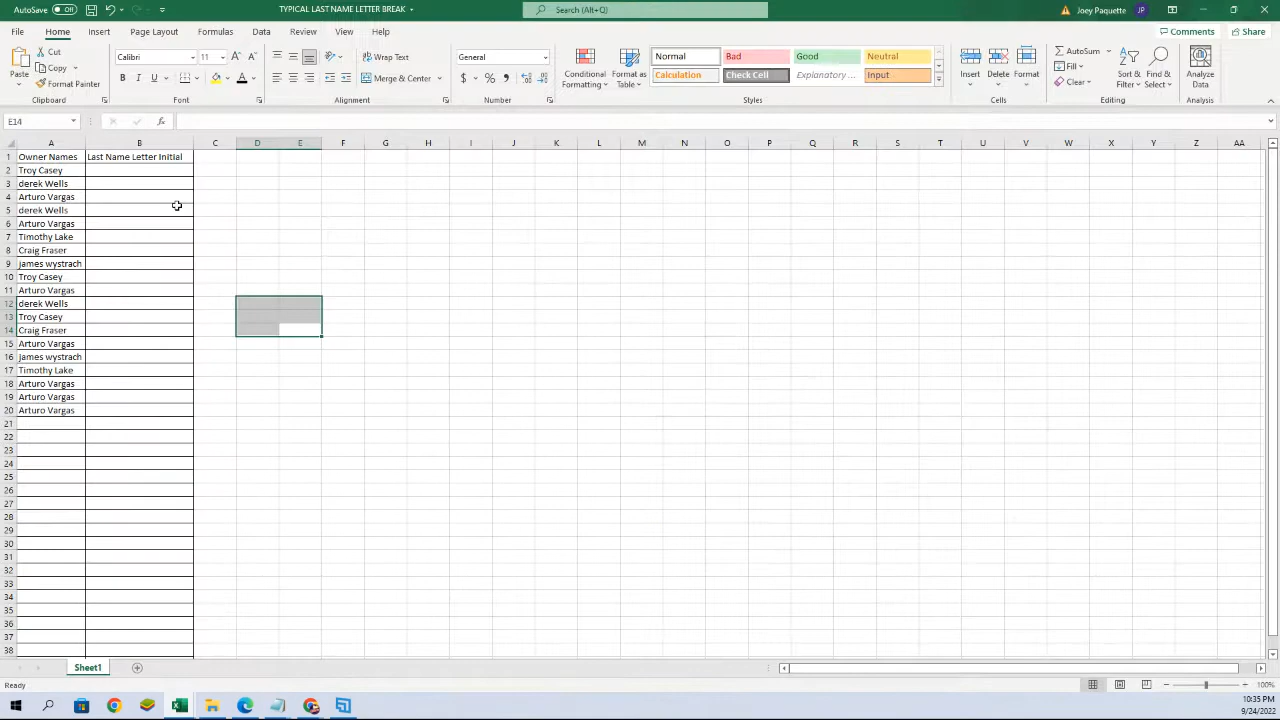 AutoSave Off TYPICAL LAST NAME LETTER BREAK Search (Alt+Q) Joey Paquette JP
File Home Insert Draw Page Layout Formulas Data Review View Help Comments Share
Paste Cut Copy Format Painter
Clipboard
Calibri 11 A A B I U A
Font
Wrap Text Merge & Center
Alignment
General $ % 9
Number
Conditional Formatting Format as Table
Normal Bad Good Neutral
Calculation Check Cell Explanatory ... Input
Styles
Insert Delete Format
Cells
AutoSum Fill Clear Sort & Filter Find & Select
Editing
Analyze Data
Analysis
E14 fx
A B C D E F G H I J K L M N O P Q R S T U V W X Y Z AA
1 Owner Names Last Name Letter Initial
2 Troy Casey
3 derek Wells
4 Arturo Vargas
5 derek Wells
6 Arturo Vargas
7 Timothy Lake
8 Craig Fraser
9 james wystrach
10 Troy Casey
11 Arturo Vargas
12 derek Wells
13 Troy Casey
14 Craig Fraser
15 Arturo Vargas
16 james wystrach
17 Timothy Lake
18 Arturo Vargas
19 Arturo Vargas
20 Arturo Vargas
21
22
23
24
25
26
27
28
29
30
31
32
33
34
35
36
37
38
Sheet1
Ready 100%
10:35 PM
9/24/2022